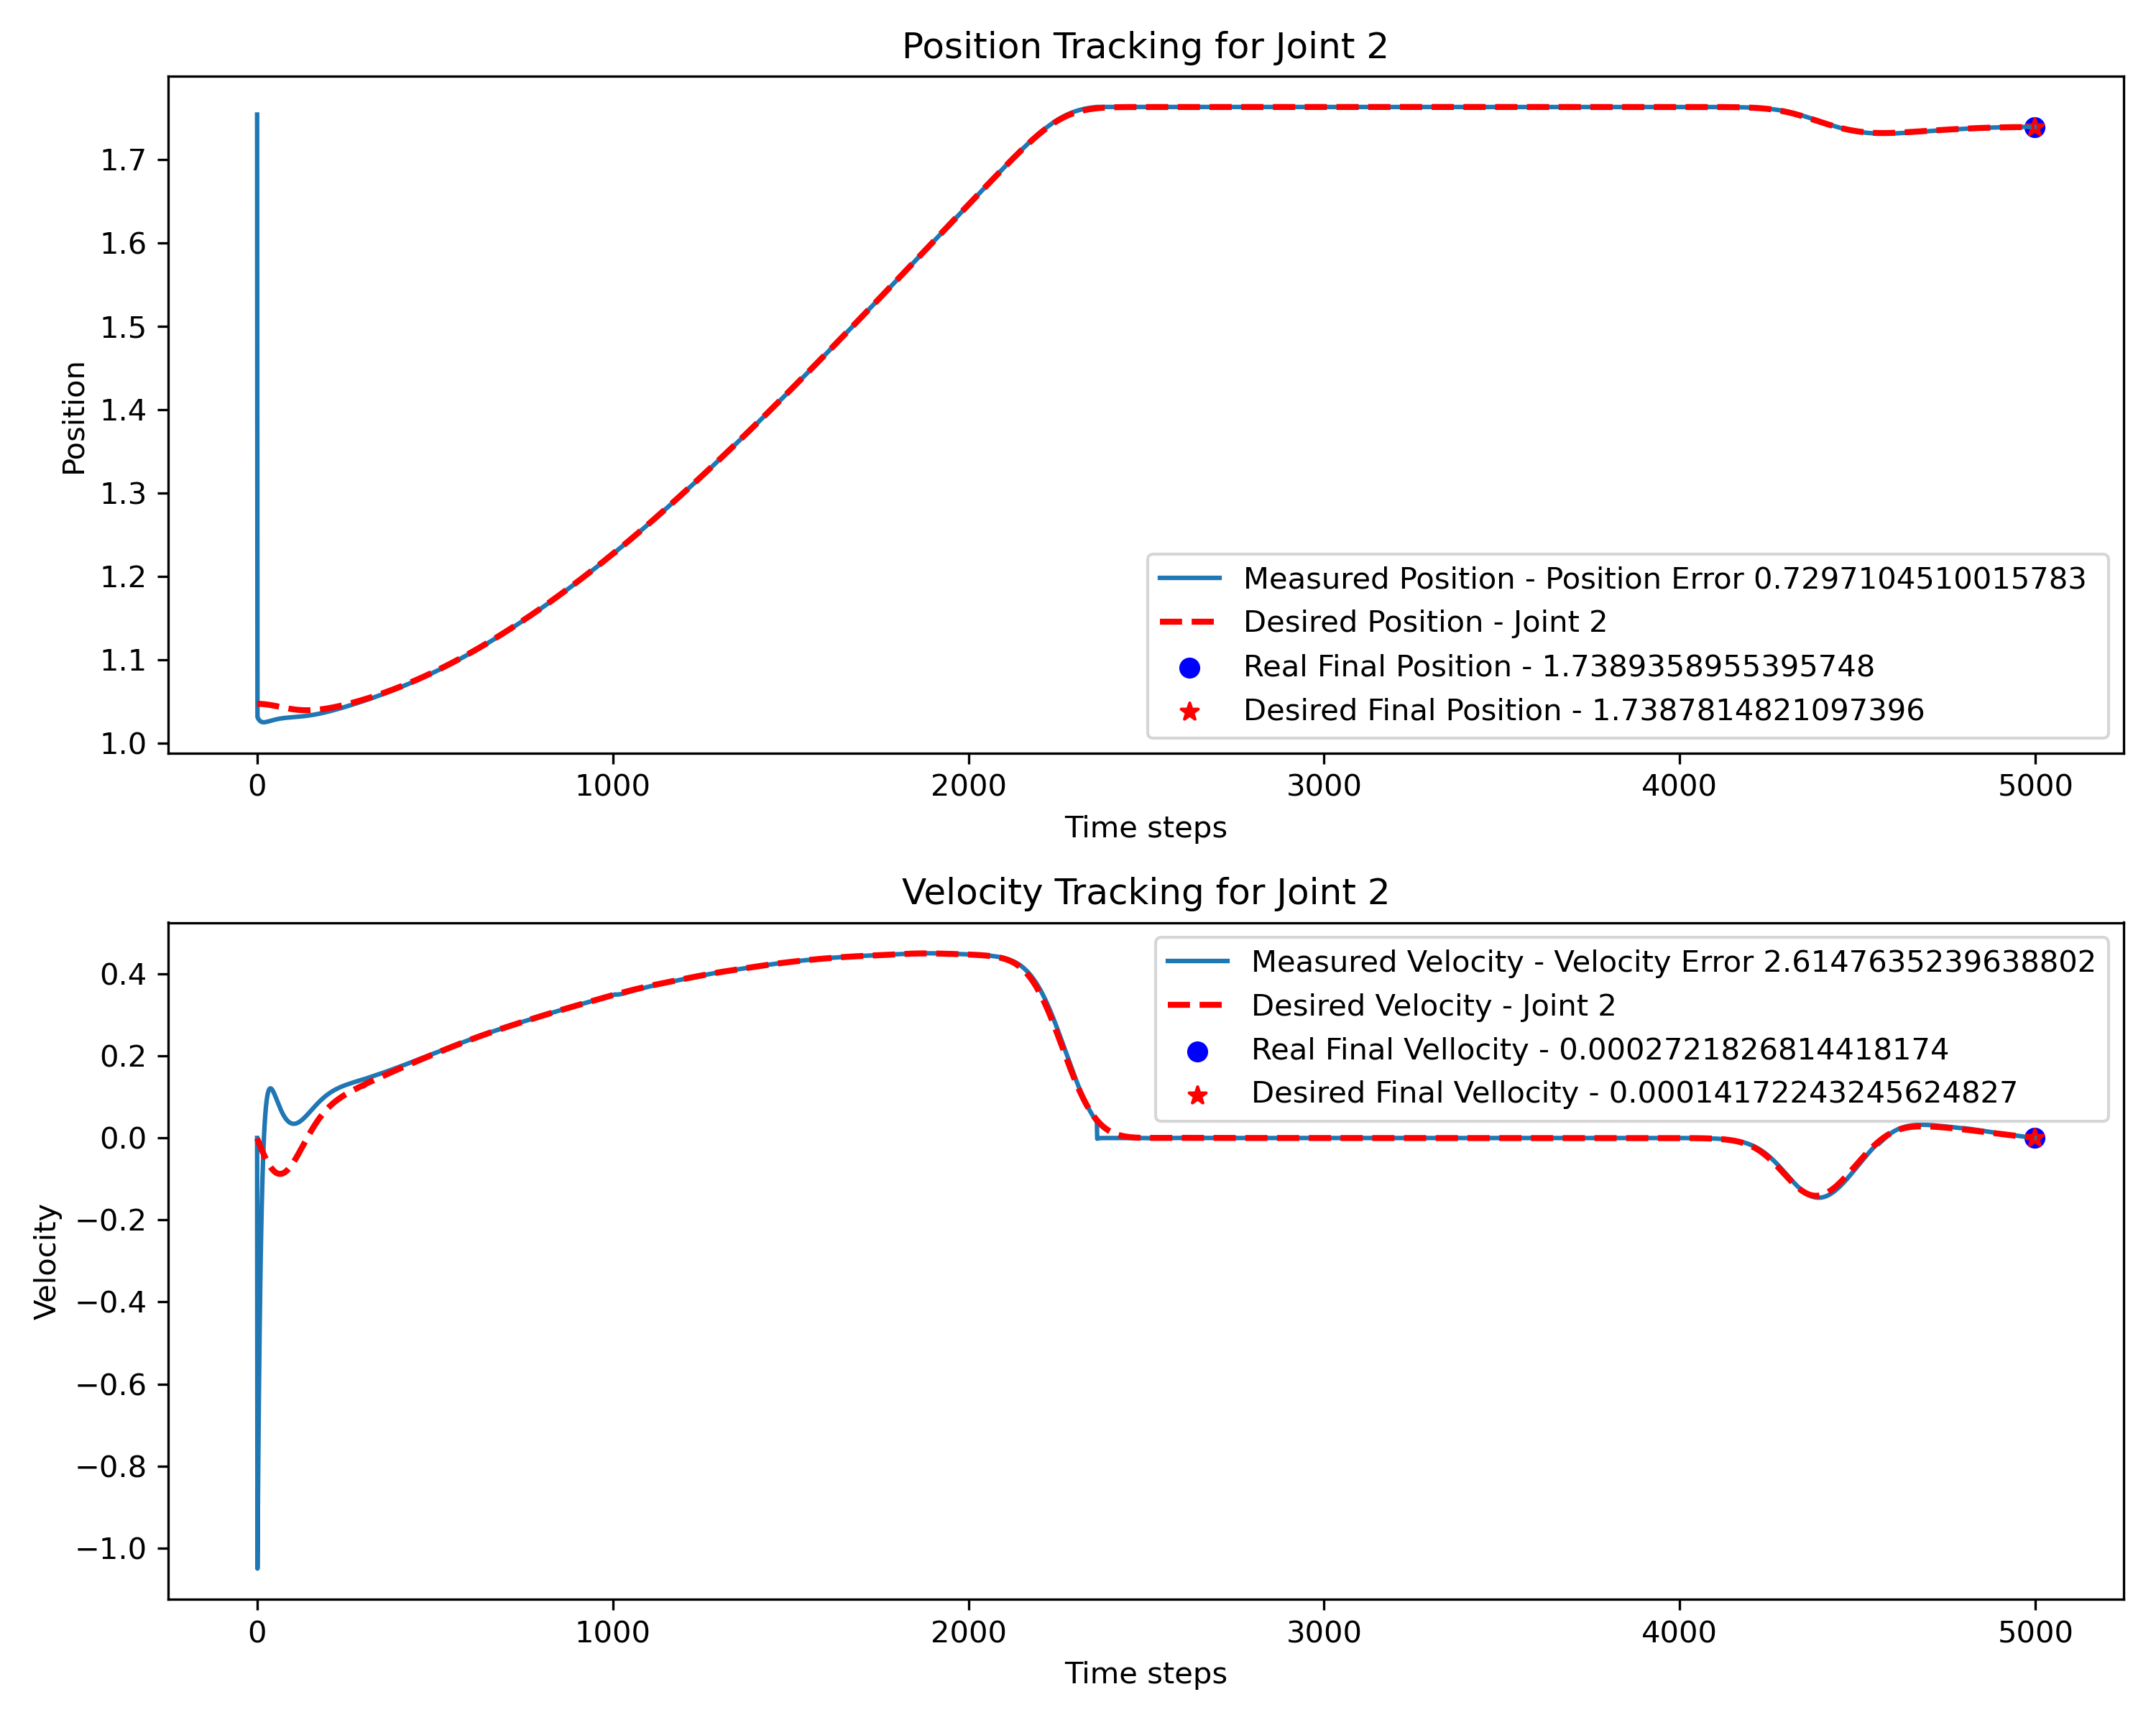 Position Tracking for Joint 2
1.7
1.6
1.5
1.4
1.3
1.2
1.1
1.0
Position
Measured Position - Position Error 0.7297104510015783
Desired Position - Joint 2
Real Final Position - 1.7389358955395748
Desired Final Position - 1.7387814821097396
0 1000 2000 3000 4000 5000
Time steps
Velocity Tracking for Joint 2
0.4
0.2
0.0
−0.2
−0.4
−0.6
−0.8
−1.0
Velocity
Measured Velocity - Velocity Error 2.6147635239638802
Desired Velocity - Joint 2
Real Final Vellocity - 0.0002721826814418174
Desired Final Vellocity - 0.00014172243245624827
0 1000 2000 3000 4000 5000
Time steps